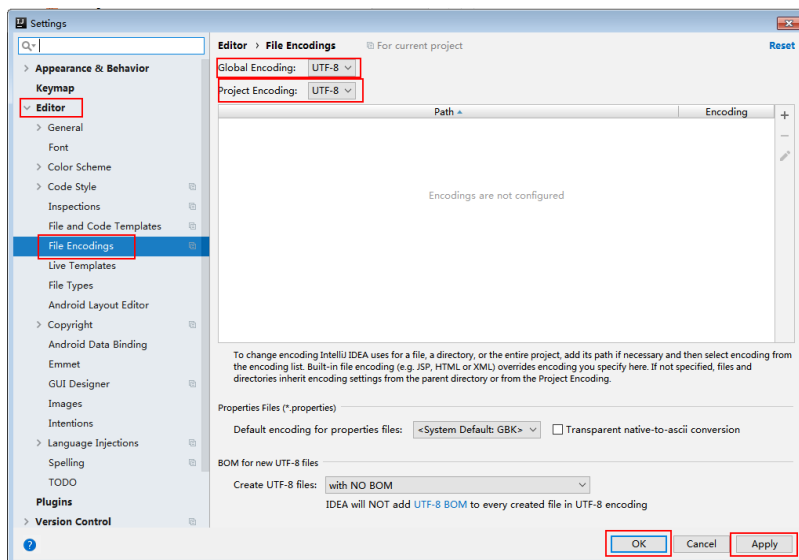 Settings
Appearance & Behavior
Keymap
Editor
General
Font
Color Scheme
Code Style
Inspections
File and Code Templates
File Encodings
Live Templates
File Types
Android Layout Editor
Copyright
Android Data Binding
Emmet
GUI Designer
Images
Intentions
Language Injections
Spelling
TODO
Plugins
Version Control
Editor > File Encodings For current project Reset
Global Encoding: UTF-8
Project Encoding: UTF-8
Path Encoding
Encodings are not configured
To change encoding IntelliJ IDEA uses for a file, a directory, or the entire project, add its path if necessary and then select encoding from
the encoding list. Built-in file encoding (e.g. JSP, HTML or XML) overrides encoding you specify here. If not specified, files and
directories inherit encoding settings from the parent directory or from the Project Encoding.
Properties Files (*.properties)
Default encoding for properties files: <System Default: GBK> Transparent native-to-ascii conversion
BOM for new UTF-8 files
Create UTF-8 files: with NO BOM
IDEA will NOT add UTF-8 BOM to every created file in UTF-8 encoding
OK Cancel Apply